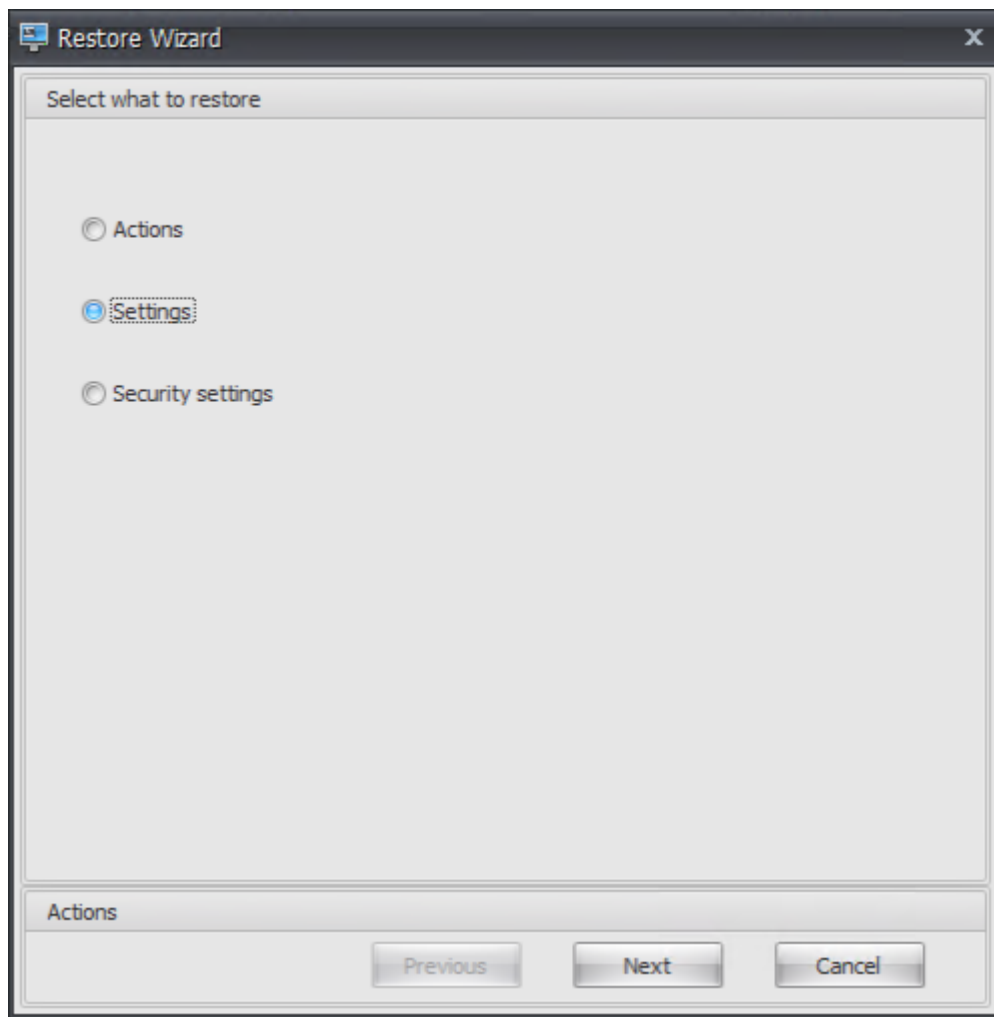 Restore Wizard
x
Select what to restore
Actions
Settings
Security settings
Actions
Previous Next Cancel